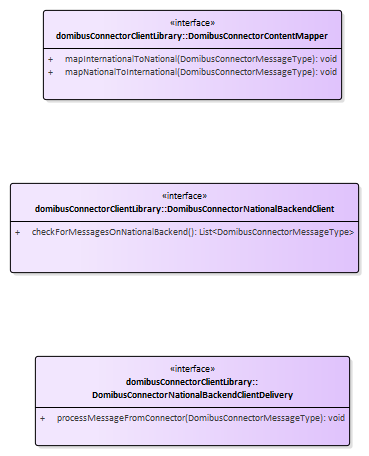 «interface»
domibusConnectorClientLibrary::DomibusConnectorContentMapper
+ mapInternationalToNational(DomibusConnectorMessageType): void
+ mapNationalToInternational(DomibusConnectorMessageType): void
«interface»
domibusConnectorClientLibrary::DomibusConnectorNationalBackendClient
+ checkForMessagesOnNationalBackend(): List<DomibusConnectorMessageType>
«interface»
domibusConnectorClientLibrary::
DomibusConnectorNationalBackendClientDelivery
+ processMessageFromConnector(DomibusConnectorMessageType): void